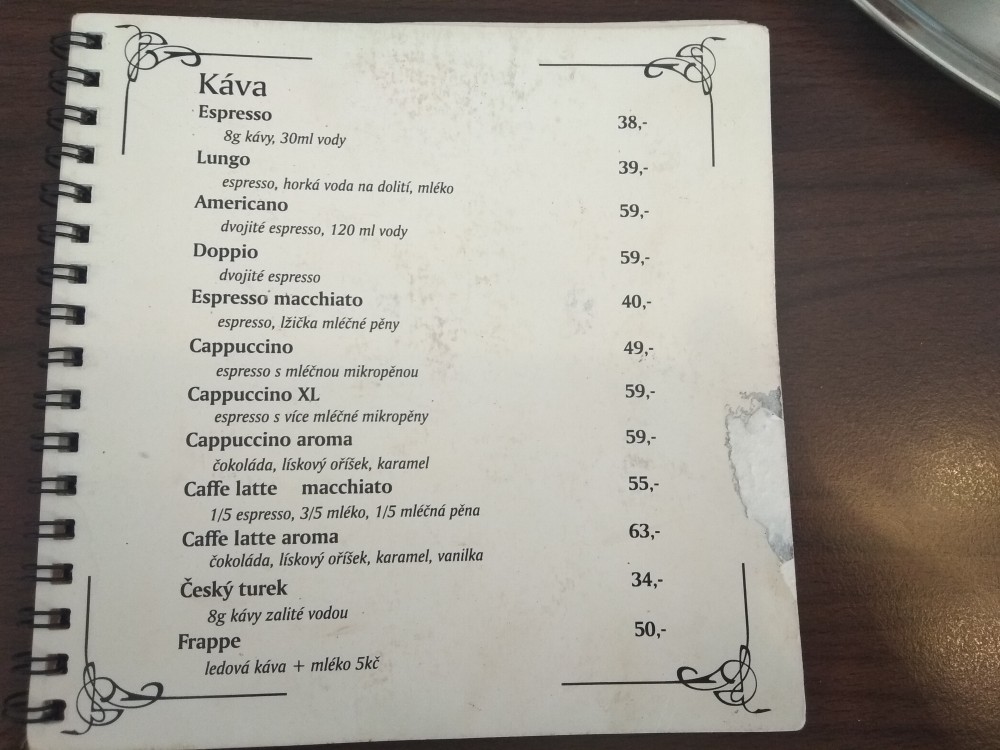 Káva
Espresso 38,-
8g kávy, 30ml vody
Lungo 39,-
espresso, horká voda na dolití, mléko
Americano 59,-
dvojité espresso, 120 ml vody
Doppio 59,-
dvojité espresso
Espresso macchiato 40,-
espresso, lžička mléčné pěny
Cappuccino 49,-
espresso s mléčnou mikropěnou
Cappuccino XL 59,-
espresso s více mléčné mikropěny
Cappuccino aroma 59,-
čokoláda, lískový oříšek, karamel
Caffe latte macchiato 55,-
1/5 espresso, 3/5 mléko, 1/5 mléčná pěna
Caffe latte aroma 63,-
čokoláda, lískový oříšek, karamel, vanilka
Český turek 34,-
8g kávy zalité vodou
Frappe 50,-
ledová káva + mléko 5kč